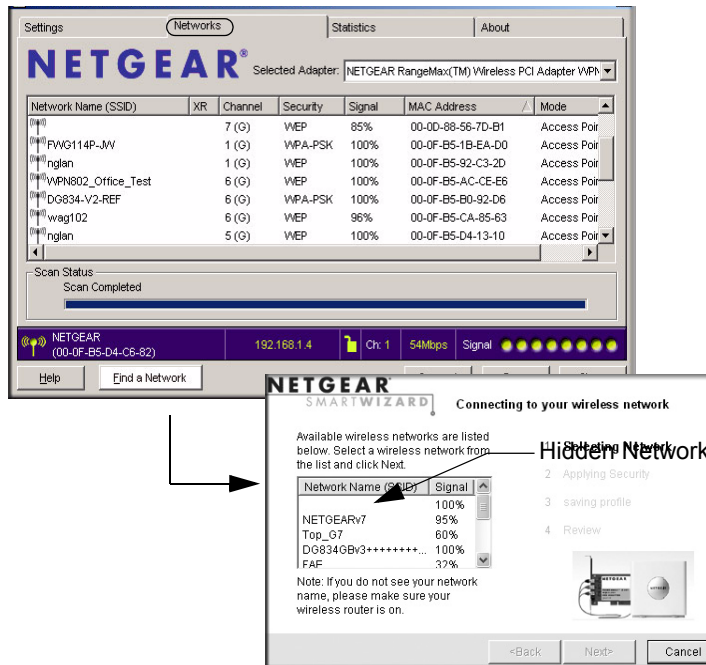 Settings Networks Statistics About
NETGEAR® Selected Adapter: NETGEAR RangeMax(TM) Wireless PCI Adapter WPN
Network Name (SSID) XR Channel Security Signal MAC Address Mode
7 (G) WEP 85% 00-0D-88-56-7D-B1 Access Poir
FWG114P-JW 1 (G) WPA-PSK 100% 00-0F-B5-1B-EA-D0 Access Poir
nglan 1 (G) WEP 100% 00-0F-B5-92-C3-2D Access Poir
WPN802_Office_Test 6 (G) WEP 100% 00-0F-B5-AC-CE-E6 Access Poir
DG834-V2-REF 6 (G) WPA-PSK 100% 00-0F-B5-B0-92-D6 Access Poir
wag102 6 (G) WEP 96% 00-0F-B5-CA-85-63 Access Poir
nglan 5 (G) WEP 100% 00-0F-B5-D4-13-10 Access Poir
Scan Status
Scan Completed
NETGEAR
(00-0F-B5-D4-C6-82) 192.168.1.4 Ch: 1 54Mbps Signal
Help Find a Network
NETGEAR
SMARTWIZARD Connecting to your wireless network
Available wireless networks are listed
below. Select a wireless network from
the list and click Next.
Network Name (SSID) Signal
100%
NETGEARv7 95%
Top_G7 60%
DG834GBv3++++++++... 100%
FAE 32%
Note: If you do not see your network
name, please make sure your
wireless router is on.
Hidden Network
1 Selecting Network
2 Applying Security
3 saving profile
4 Review
NETGEAR
<Back Next> Cancel